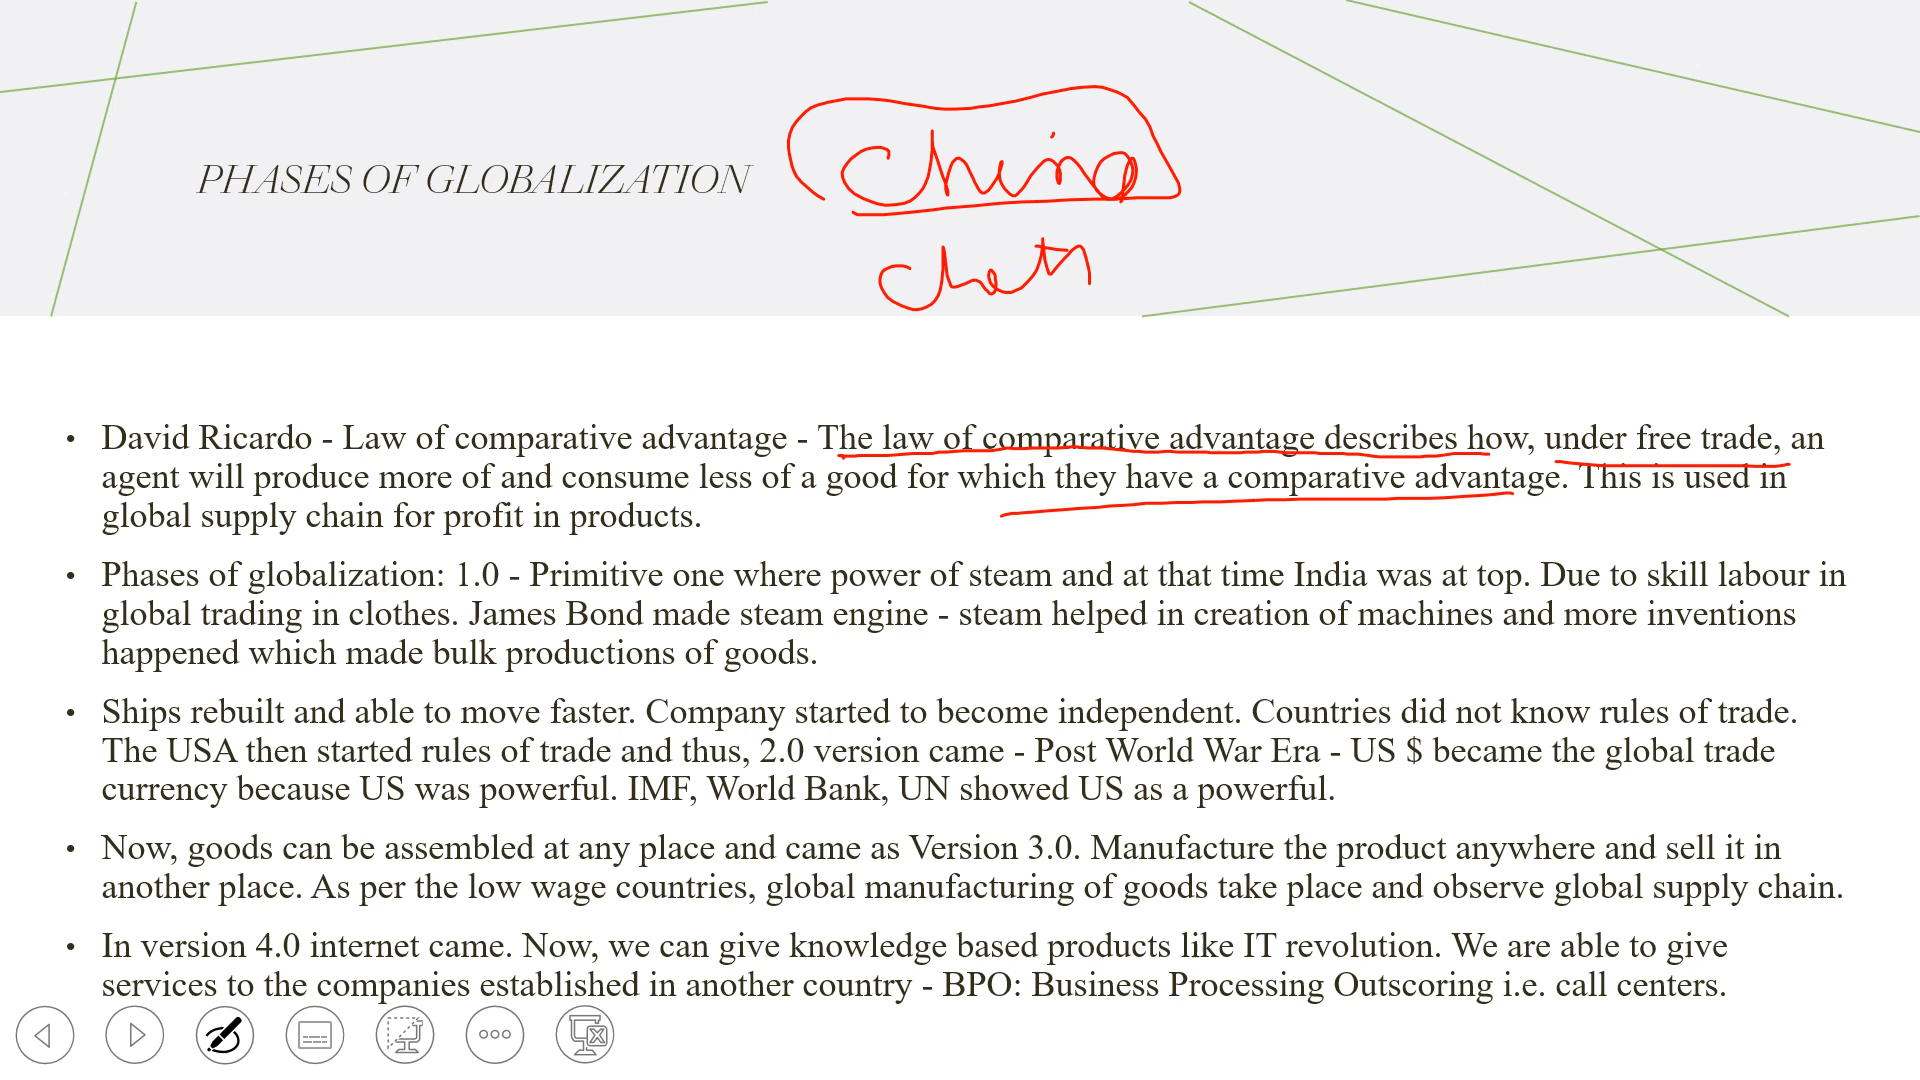 PHASES OF GLOBALIZATION
China
• David Ricardo - Law of comparative advantage - The law of comparative advantage describes how, under free trade, an
agent will produce more of and consume less of a good for which they have a comparative advantage. This is used in
global supply chain for profit in products.
• Phases of globalization: 1.0 - Primitive one where power of steam and at that time India was at top. Due to skill labour in
global trading in clothes. James Bond made steam engine - steam helped in creation of machines and more inventions
happened which made bulk productions of goods.
• Ships rebuilt and able to move faster. Company started to become independent. Countries did not know rules of trade.
The USA then started rules of trade and thus, 2.0 version came - Post World War Era - US $ became the global trade
currency because US was powerful. IMF, World Bank, UN showed US as a powerful.
• Now, goods can be assembled at any place and came as Version 3.0. Manufacture the product anywhere and sell it in
another place. As per the low wage countries, global manufacturing of goods take place and observe global supply chain.
• In version 4.0 internet came. Now, we can give knowledge based products like IT revolution. We are able to give
services to the companies established in another country - BPO: Business Processing Outscoring i.e. call centers.